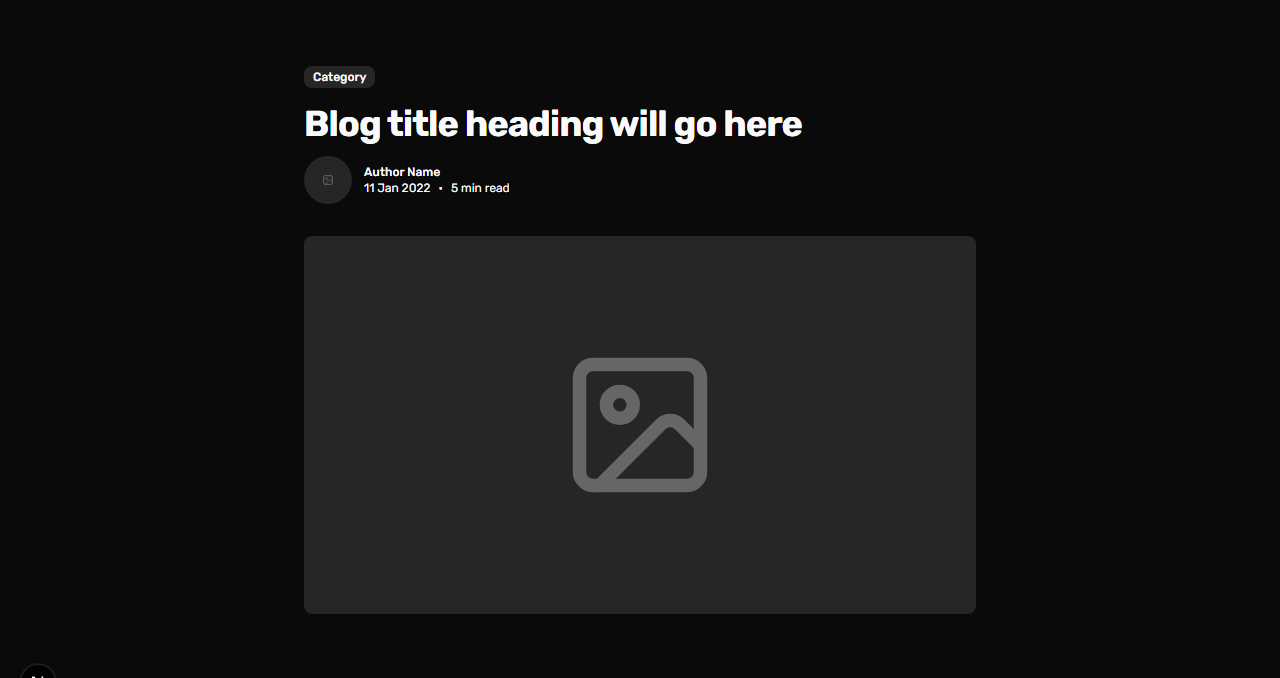 Category
Blog title heading will go here
Author Name
11 Jan 2022 • 5 min read